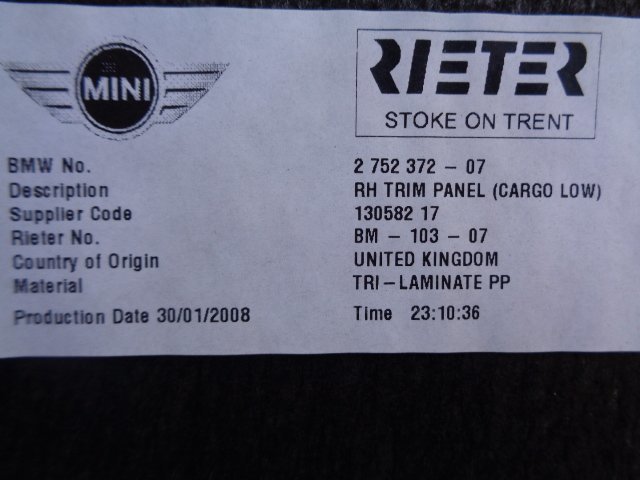 MINI
RIETER
STOKE ON TRENT
BMW No. 2 752 372 - 07
Description RH TRIM PANEL (CARGO LOW)
Supplier Code 130582 17
Rieter No. BM - 103 - 07
Country of Origin UNITED KINGDOM
Material TRI-LAMINATE PP
Production Date 30/01/2008 Time 23:10:36